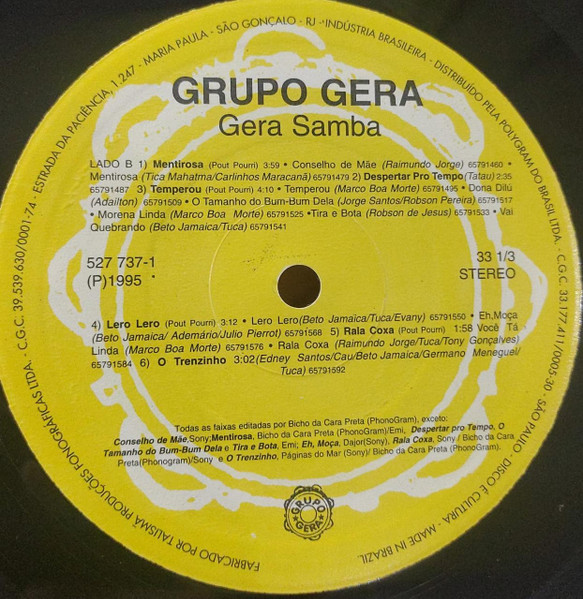 GRUPO GERA
Gera Samba
LADO B 1) Mentirosa (Pout Pourri) 3:59 • Conselho de Mãe (Raimundo Jorge) 65791460 •
Mentirosa (Tica Mahatma/Carlinhos Maracanã) 65791479 2) Despertar Pro Tempo(Tatau) 2:35
65791487 3) Temperou (Pout Pourri) 4:10 • Temperou (Marco Boa Morte) 65791495 • Dona Dilú
(Adailton) 65791509 • O Tamanho do Bum-Bum Dela (Jorge Santos/Robson Pereira) 65791517
• Morena Linda (Marco Boa Morte) 65791525 •Tira e Bota (Robson de Jesus) 65791533 • Vai
Quebrando (Beto Jamaica/Tuca) 65791541
527 737-1
(P)1995
33 1/3
STEREO
4) Lero Lero (Pout Pourri) 3:12 • Lero Lero(Beto Jamaica/Tuca/Evany) 65791550 • Eh,Moça
(Beto Jamaica/ Ademário/Julio Pierrot) 65791568 5) Rala Coxa (Pout Pourri) 1:58 Você Tá
Linda (Marco Boa Morte) 65791576 • Rala Coxa (Raimundo Jorge/Tuca/Tony Gonçalves)
65791584 6) O Trenzinho 3:02(Edney Santos/Cau/Beto Jamaica/Germano Meneguel/
Tuca) 65791592
Todas as faixas editadas por Bicho da Cara Preta (PhonoGram), exceto:
Conselho de Mãe,Sony;Mentirosa, Bicho da Cara Preta (PhonoGram)/Emi, Despertar pro Tempo, O
Tamanho do Bum-Bum Dela e Tira e Bota, Emi; Eh, Moça, Dajor(Sony), Rala Coxa, Sony / Bicho da Cara
Preta(Phonogram)/Sony e O Trenzinho, Páginas do Mar (Sony)/ Bicho da Cara Preta (PhonoGram).
GRUPO
GERA
FABRICADO POR TALISMÃ PRODUÇÕES FONOGRÁFICAS LTDA. - C.G.C. 39.539.630/0001-74 - ESTRADA DA PACIÊNCIA, 1.247 - MARIA PAULA - SÃO GONÇALO - RJ - INDÚSTRIA BRASILEIRA - DISTRIBUÍDO PELA POLYGRAM DO BRASIL LTDA. - C.G.C. 33.177.411/0005-30 - SÃO PAULO - DISCO É CULTURA - MADE IN BRAZIL.